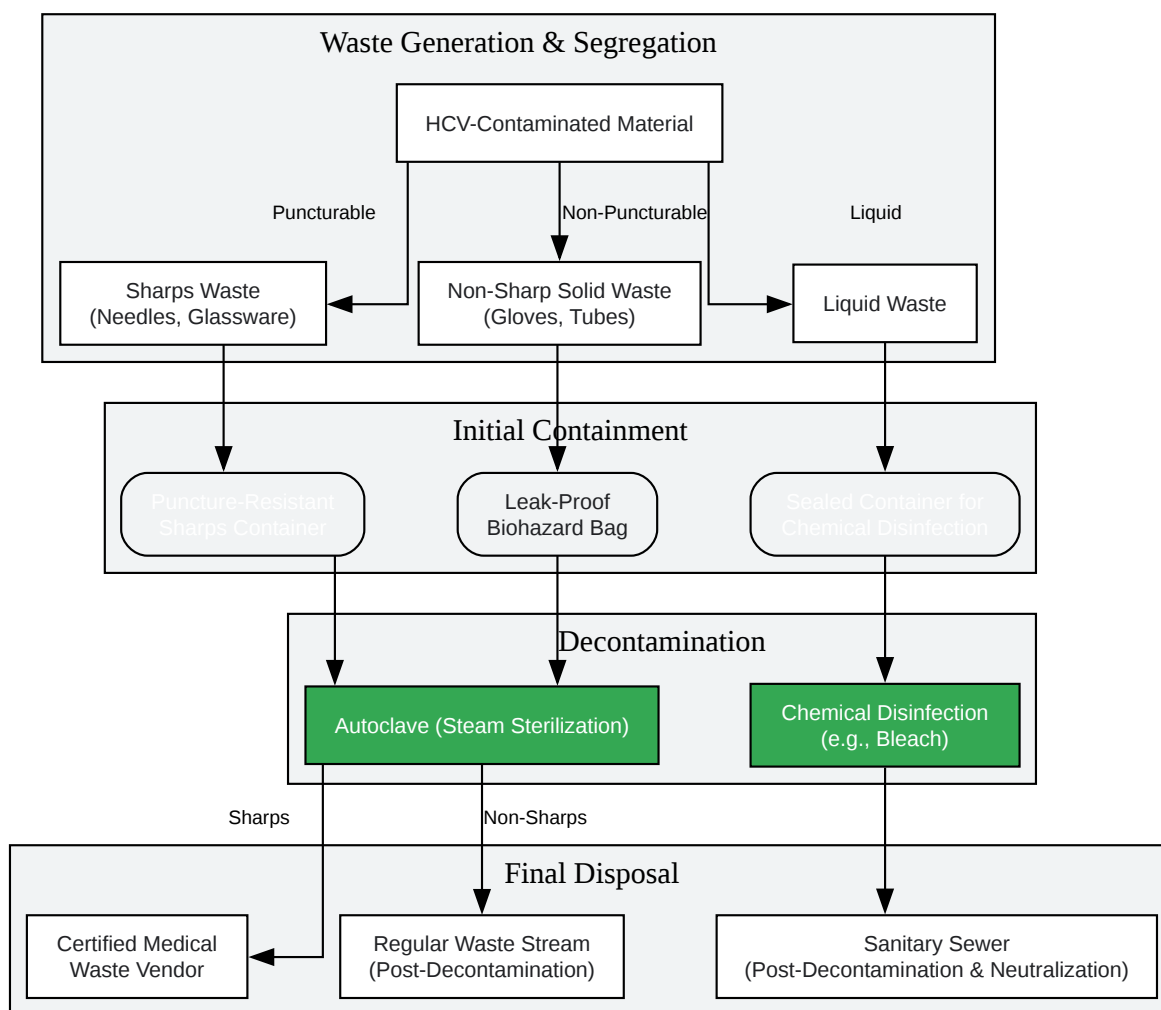 Waste Generation & Segregation
HCV-Contaminated Material
Puncturable
Non-Puncturable
Liquid
Sharps Waste
(Needles, Glassware)
Non-Sharp Solid Waste
(Gloves, Tubes)
Liquid Waste
Initial Containment
Puncture-Resistant
Sharps Container
Leak-Proof
Biohazard Bag
Sealed Container for
Chemical Disinfection
Decontamination
Autoclave (Steam Sterilization)
Chemical Disinfection
(e.g., Bleach)
Sharps
Non-Sharps
Final Disposal
Certified Medical
Waste Vendor
Regular Waste Stream
(Post-Decontamination)
Sanitary Sewer
(Post-Decontamination & Neutralization)